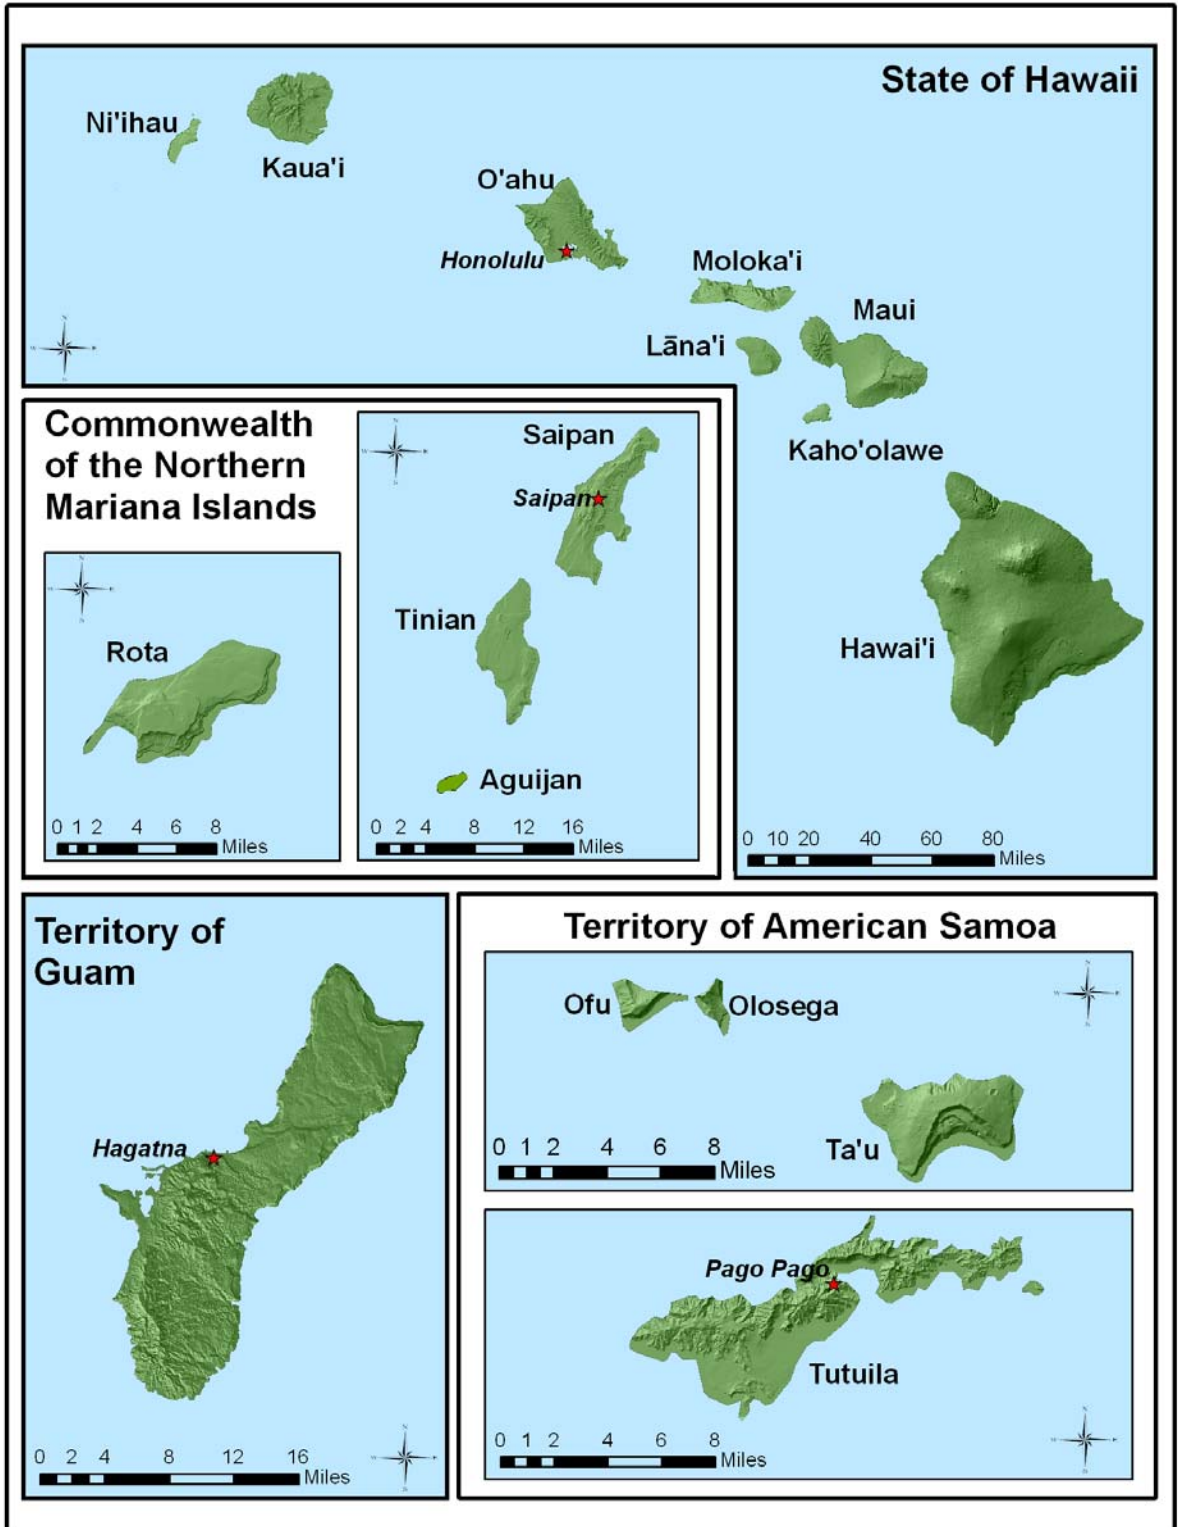 State of Hawaii
Ni'ihau
Kaua'i
O'ahu
Honolulu
Moloka'i
Maui
Lāna'i
Kaho'olawe
Hawai'i
0 10 20 40 60 80
Miles
Commonwealth
of the Northern
Mariana Islands
Rota
0 1 2 4 6 8
Miles
Saipan
Saipan
Tinian
Aguijan
0 2 4 8 12 16
Miles
Territory of
Guam
Hagatna
0 2 4 8 12 16
Miles
Territory of American Samoa
Ofu
Olosega
Ta'u
0 1 2 4 6 8
Miles
Pago Pago
Tutuila
0 1 2 4 6 8
Miles